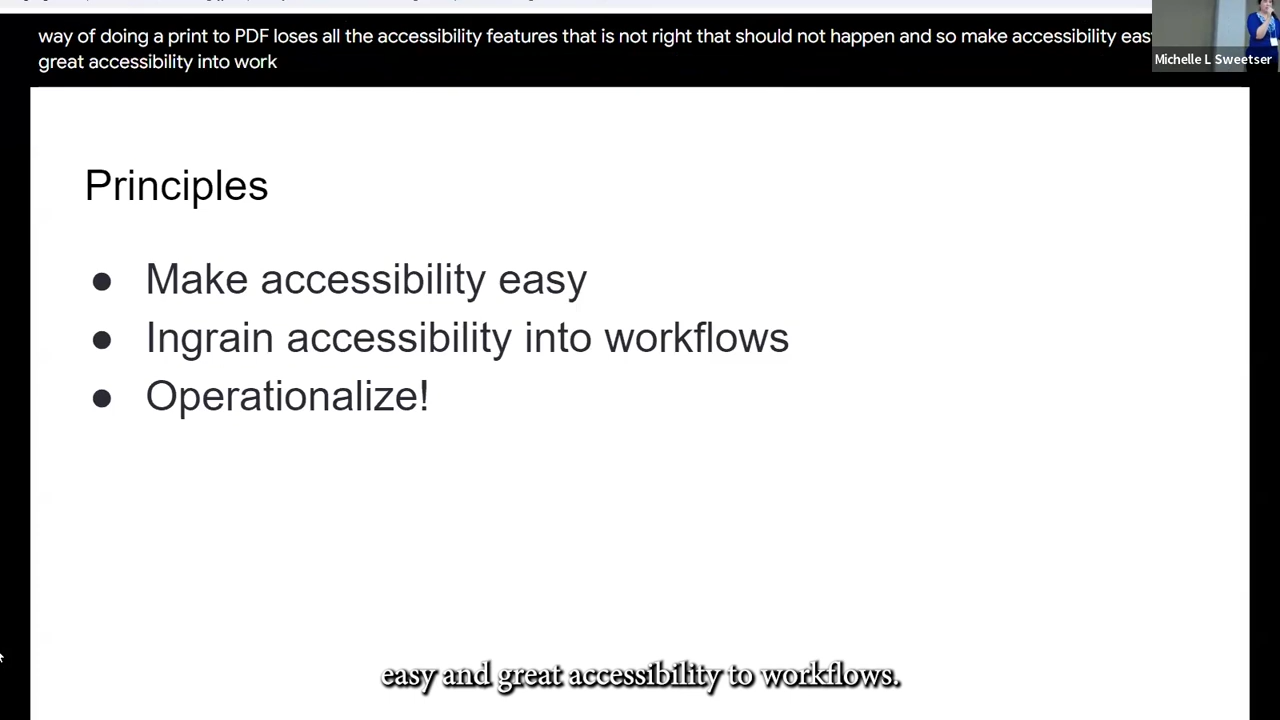 way of doing a print to PDF loses all the accessibility features that is not right that should not happen and so make accessibility
great accessibility into work
Michelle L Sweetser
Principles
● Make accessibility easy
● Ingrain accessibility into workflows
● Operationalize!
easy and great accessibility to workflows.